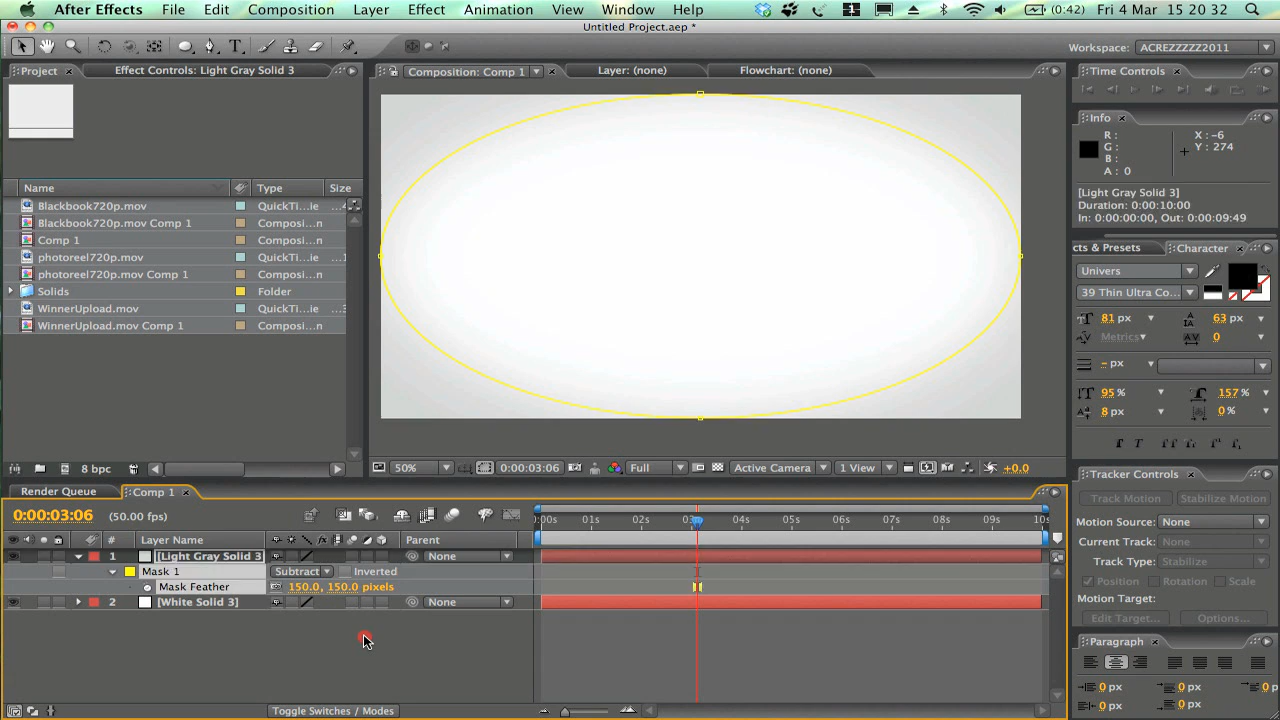 After Effects File Edit Composition Layer Effect Animation View Window Help (0:42) Fri 4 Mar 15 20 32
Untitled Project.aep *
Workspace: ACREZZZZZ2011
Project Effect Controls: Light Gray Solid 3 Composition: Comp 1 Layer: (none) Flowchart: (none) Time Controls
Info
R : X : -6
G : Y : 274
B :
A : 0
[Light Gray Solid 3]
Duration: 0:00:10:00
In: 0:00:00:00, Out: 0:00:09:49
Name Type Size
Blackbook720p.mov QuickTi...ie
Blackbook720p.mov Comp 1 Composi...n
Comp 1 Composi...n
photoreel720p.mov QuickTi...ie ...1
photoreel720p.mov Comp 1 Composi...n
Solids Folder
WinnerUpload.mov QuickTi...ie ...3
WinnerUpload.mov Comp 1 Composi...n
cts & Presets Character
Univers
39 Thin Ultra Co...
81 px 63 px
Metrics 0
- px
95 % 157 %
8 px 0 %
8 bpc 50% 0:00:03:06 Full Active Camera 1 View +0.0
Tracker Controls
Track Motion Stabilize Motion
Motion Source: None
Current Track: None
Track Type: Stabilize
Position Rotation Scale
Motion Target:
Edit Target... Options...
Render Queue Comp 1
0:00:03:06 (50.00 fps) 0:00s 01s 02s 03s 04s 05s 06s 07s 08s 09s 10s
# Layer Name Parent
1 [Light Gray Solid 3 None
Mask 1 Subtract Inverted
Mask Feather 150.0, 150.0 pixels
2 [White Solid 3] None
Paragraph
0 px 0 px 0 p
0 px 0 px
Toggle Switches / Modes